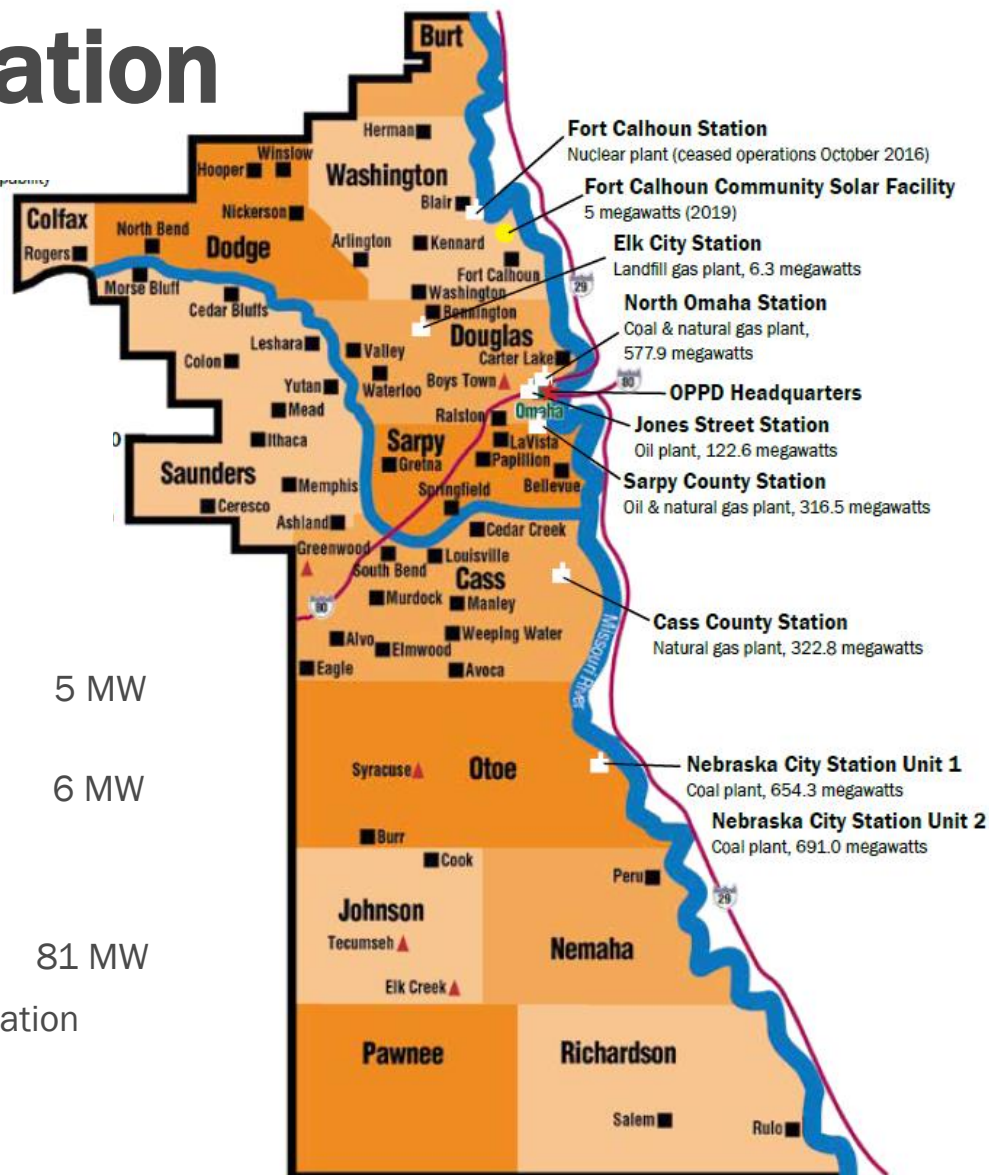 ation
Burt
Herman
Winslow
Hooper
Washington
Blair
Colfax
North Bend
Nickerson
Dodge
Arlington
Kennard
Rogers
Morse Bluff
Fort Calhoun
Washington
Cedar Bluffs
Bennington
Douglas
Leshara
Valley
Carter Lake
Colon
Waterloo
Boys Town
Yutan
Omaha
Mead
Ralston
Ithaca
Sarpy
LaVista
Gretna
Papillion
Saunders
Memphis
Springfield
Bellevue
Ceresco
Ashland
Cedar Creek
Greenwood
South Bend
Louisville
Cass
Murdock
Manley
Alvo
Weeping Water
Elmwood
Eagle
Avoca
Missouri River
Syracuse
Otoe
Burr
Cook
Peru
Johnson
Tecumseh
Nemaha
Elk Creek
Pawnee
Richardson
Salem
Rulo
29
80
80
29
Fort Calhoun Station
Nuclear plant (ceased operations October 2016)
Fort Calhoun Community Solar Facility
5 megawatts (2019)
Elk City Station
Landfill gas plant, 6.3 megawatts
North Omaha Station
Coal & natural gas plant,
577.9 megawatts
OPPD Headquarters
Jones Street Station
Oil plant, 122.6 megawatts
Sarpy County Station
Oil & natural gas plant, 316.5 megawatts
Cass County Station
Natural gas plant, 322.8 megawatts
Nebraska City Station Unit 1
Coal plant, 654.3 megawatts
Nebraska City Station Unit 2
Coal plant, 691.0 megawatts
5 MW
6 MW
81 MW
ation